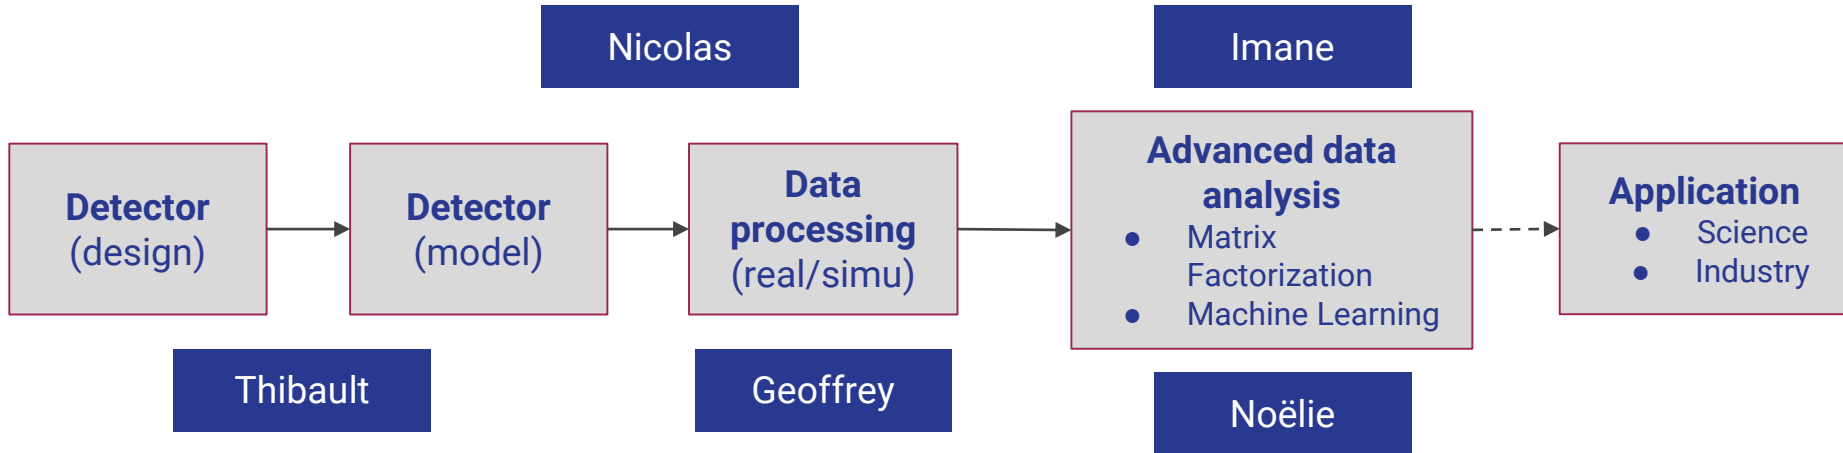 Nicolas
Imane
Detector
(design)
Detector
(model)
Data
processing
(real/simu)
Advanced data
analysis
● Matrix
Factorization
● Machine Learning
Application
● Science
● Industry
Thibault
Geoffrey
Noëlie